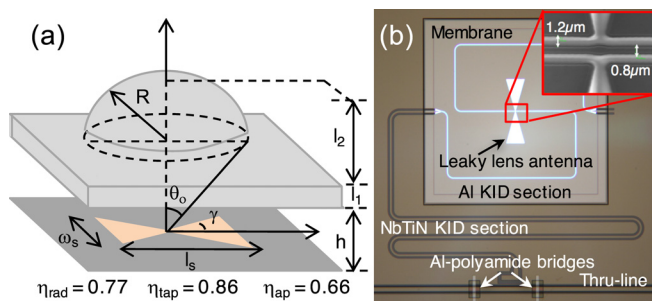 (a)
R
l₂
θₒ
l₁
γ
ωₛ
lₛ
h
ηrad = 0.77 ηtap = 0.86 ηap = 0.66
(b)
Membrane
1.2μm
0.8μm
Leaky lens antenna
Al KID section
NbTiN KID section
Al-polyamide bridges
Thru-line